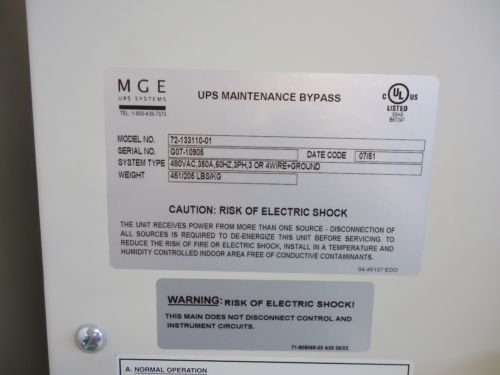 MGE
UPS SYSTEMS
TEL: 1-800-438-7373
UPS MAINTENANCE BYPASS
C UL US
LISTED
MODEL NO. 72-133110-01
SERIAL NO. G07-10905 DATE CODE 07/51
SYSTEM TYPE 480VAC,350A,60HZ,3PH,3 OR 4WIRE+GROUND
WEIGHT 451/205 LBS/KG
CAUTION: RISK OF ELECTRIC SHOCK
THE UNIT RECEIVES POWER FROM MORE THAN ONE SOURCE - DISCONNECTION OF
ALL SOURCES IS REQUIRED TO DE-ENERGIZE THIS UNIT BEFORE SERVICING. TO
REDUCE THE RISK OF FIRE OR ELECTRIC SHOCK, INSTALL IN A TEMPERATURE AND
HUMIDITY CONTROLLED INDOOR AREA FREE OF CONDUCTIVE CONTAMINANTS.
WARNING: RISK OF ELECTRIC SHOCK!
THIS MAIN DOES NOT DISCONNECT CONTROL AND
INSTRUMENT CIRCUITS.
A. NORMAL OPERATION